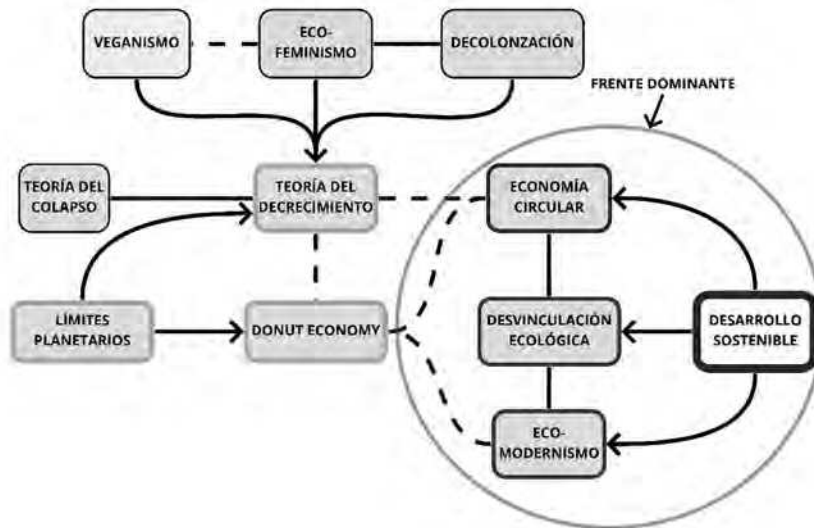 VEGANISMO
ECO-
FEMINISMO
DECOLONZACIÓN
FRENTE DOMINANTE
TEORÍA DEL
COLAPSO
TEORÍA DEL
DECRECIMIENTO
ECONOMÍA
CIRCULAR
LÍMITES
PLANETARIOS
DONUT ECONOMY
DESVINCULACIÓN
ECOLÓGICA
DESARROLLO
SOSTENIBLE
ECO-
MODERNISMO